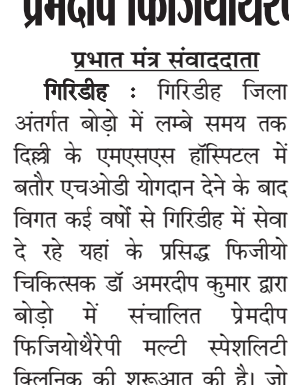 प्रेमदीप फिजियोथैरेपी
प्रभात मंत्र संवाददाता
गिरिडीह : गिरिडीह जिला
अंतर्गत बोड़ो में लम्बे समय तक
दिल्ली के एमएसएस हॉस्पिटल में
बतौर एचओडी योगदान देने के बाद
विगत कई वर्षों से गिरिडीह में सेवा
दे रहे यहां के प्रसिद्ध फिजीयो
चिकित्सक डॉ अमरदीप कुमार द्वारा
बोड़ो में संचालित प्रेमदीप
फिजियोथैरेपी मल्टी स्पेशलिटी
क्लिनिक की शुरूआत की है। जो